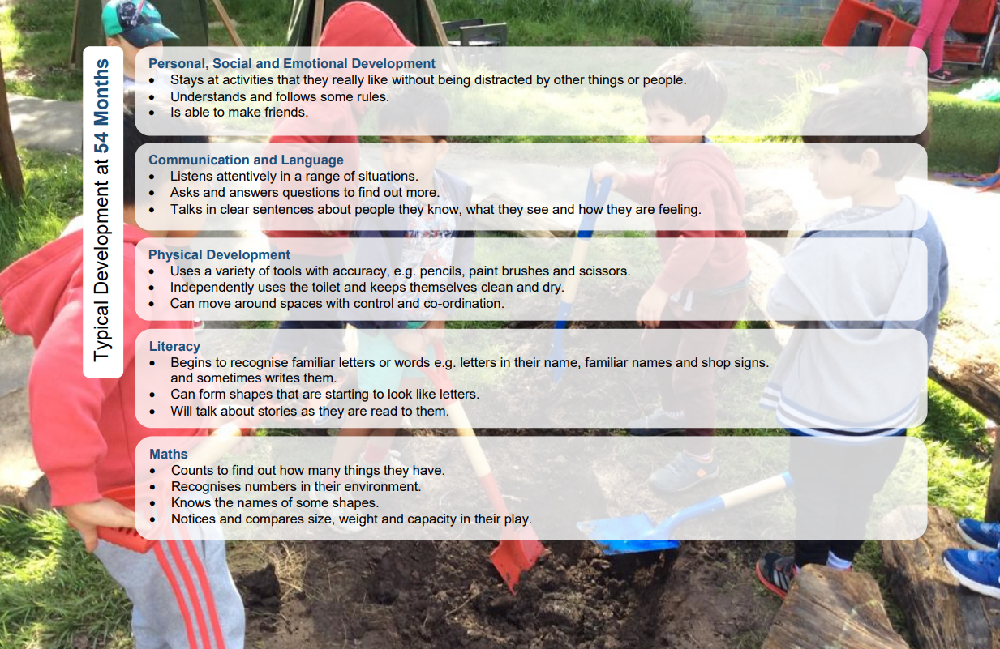 Typical Development at 54 Months
Personal, Social and Emotional Development
• Stays at activities that they really like without being distracted by other things or people.
• Understands and follows some rules.
• Is able to make friends.
Communication and Language
• Listens attentively in a range of situations.
• Asks and answers questions to find out more.
• Talks in clear sentences about people they know, what they see and how they are feeling.
Physical Development
• Uses a variety of tools with accuracy, e.g. pencils, paint brushes and scissors.
• Independently uses the toilet and keeps themselves clean and dry.
• Can move around spaces with control and co-ordination.
Literacy
• Begins to recognise familiar letters or words e.g. letters in their name, familiar names and shop signs.
and sometimes writes them.
• Can form shapes that are starting to look like letters.
• Will talk about stories as they are read to them.
Maths
• Counts to find out how many things they have.
• Recognises numbers in their environment.
• Knows the names of some shapes.
• Notices and compares size, weight and capacity in their play.